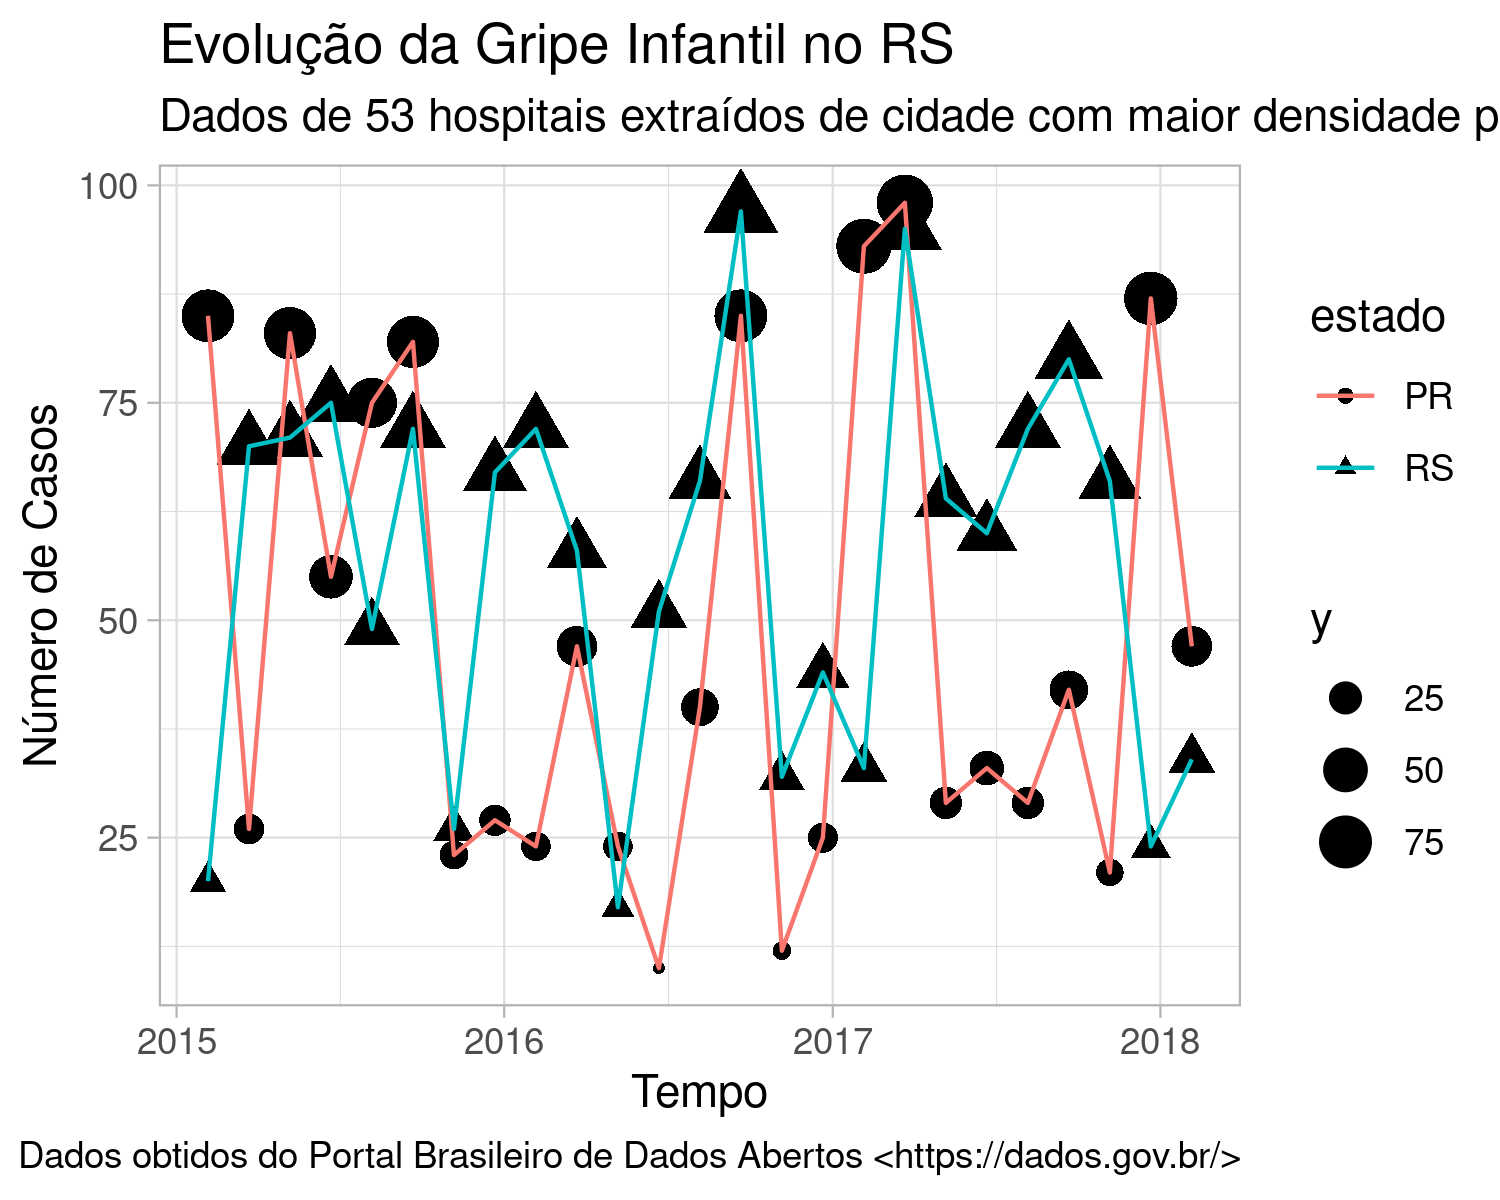 Evolução da Gripe Infantil no RS
Dados de 53 hospitais extraídos de cidade com maior densidade p
100
75
50
25
Número de Casos
2015 2016 2017 2018
Tempo
estado
PR
RS
y
25
50
75
Dados obtidos do Portal Brasileiro de Dados Abertos <https://dados.gov.br/>